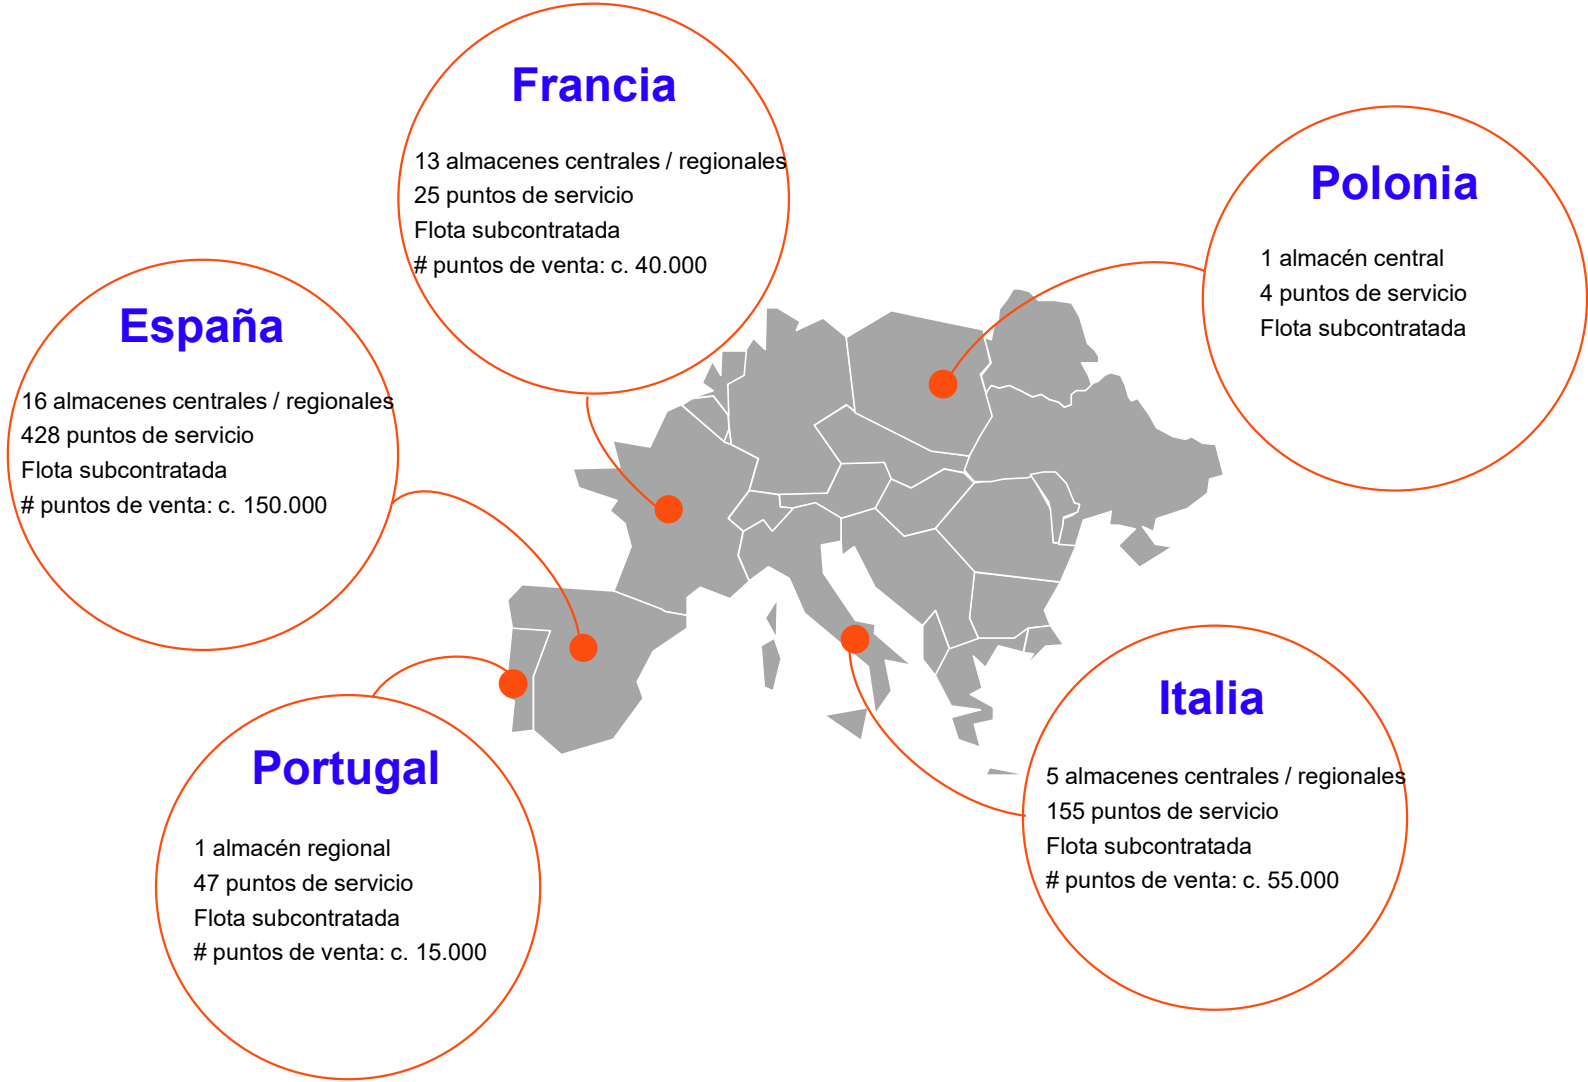 Francia
13 almacenes centrales / regionales
25 puntos de servicio
Flota subcontratada
# puntos de venta: c. 40.000
Polonia
1 almacén central
4 puntos de servicio
Flota subcontratada
España
16 almacenes centrales / regionales
428 puntos de servicio
Flota subcontratada
# puntos de venta: c. 150.000
Italia
5 almacenes centrales / regionales
155 puntos de servicio
Flota subcontratada
# puntos de venta: c. 55.000
Portugal
1 almacén regional
47 puntos de servicio
Flota subcontratada
# puntos de venta: c. 15.000